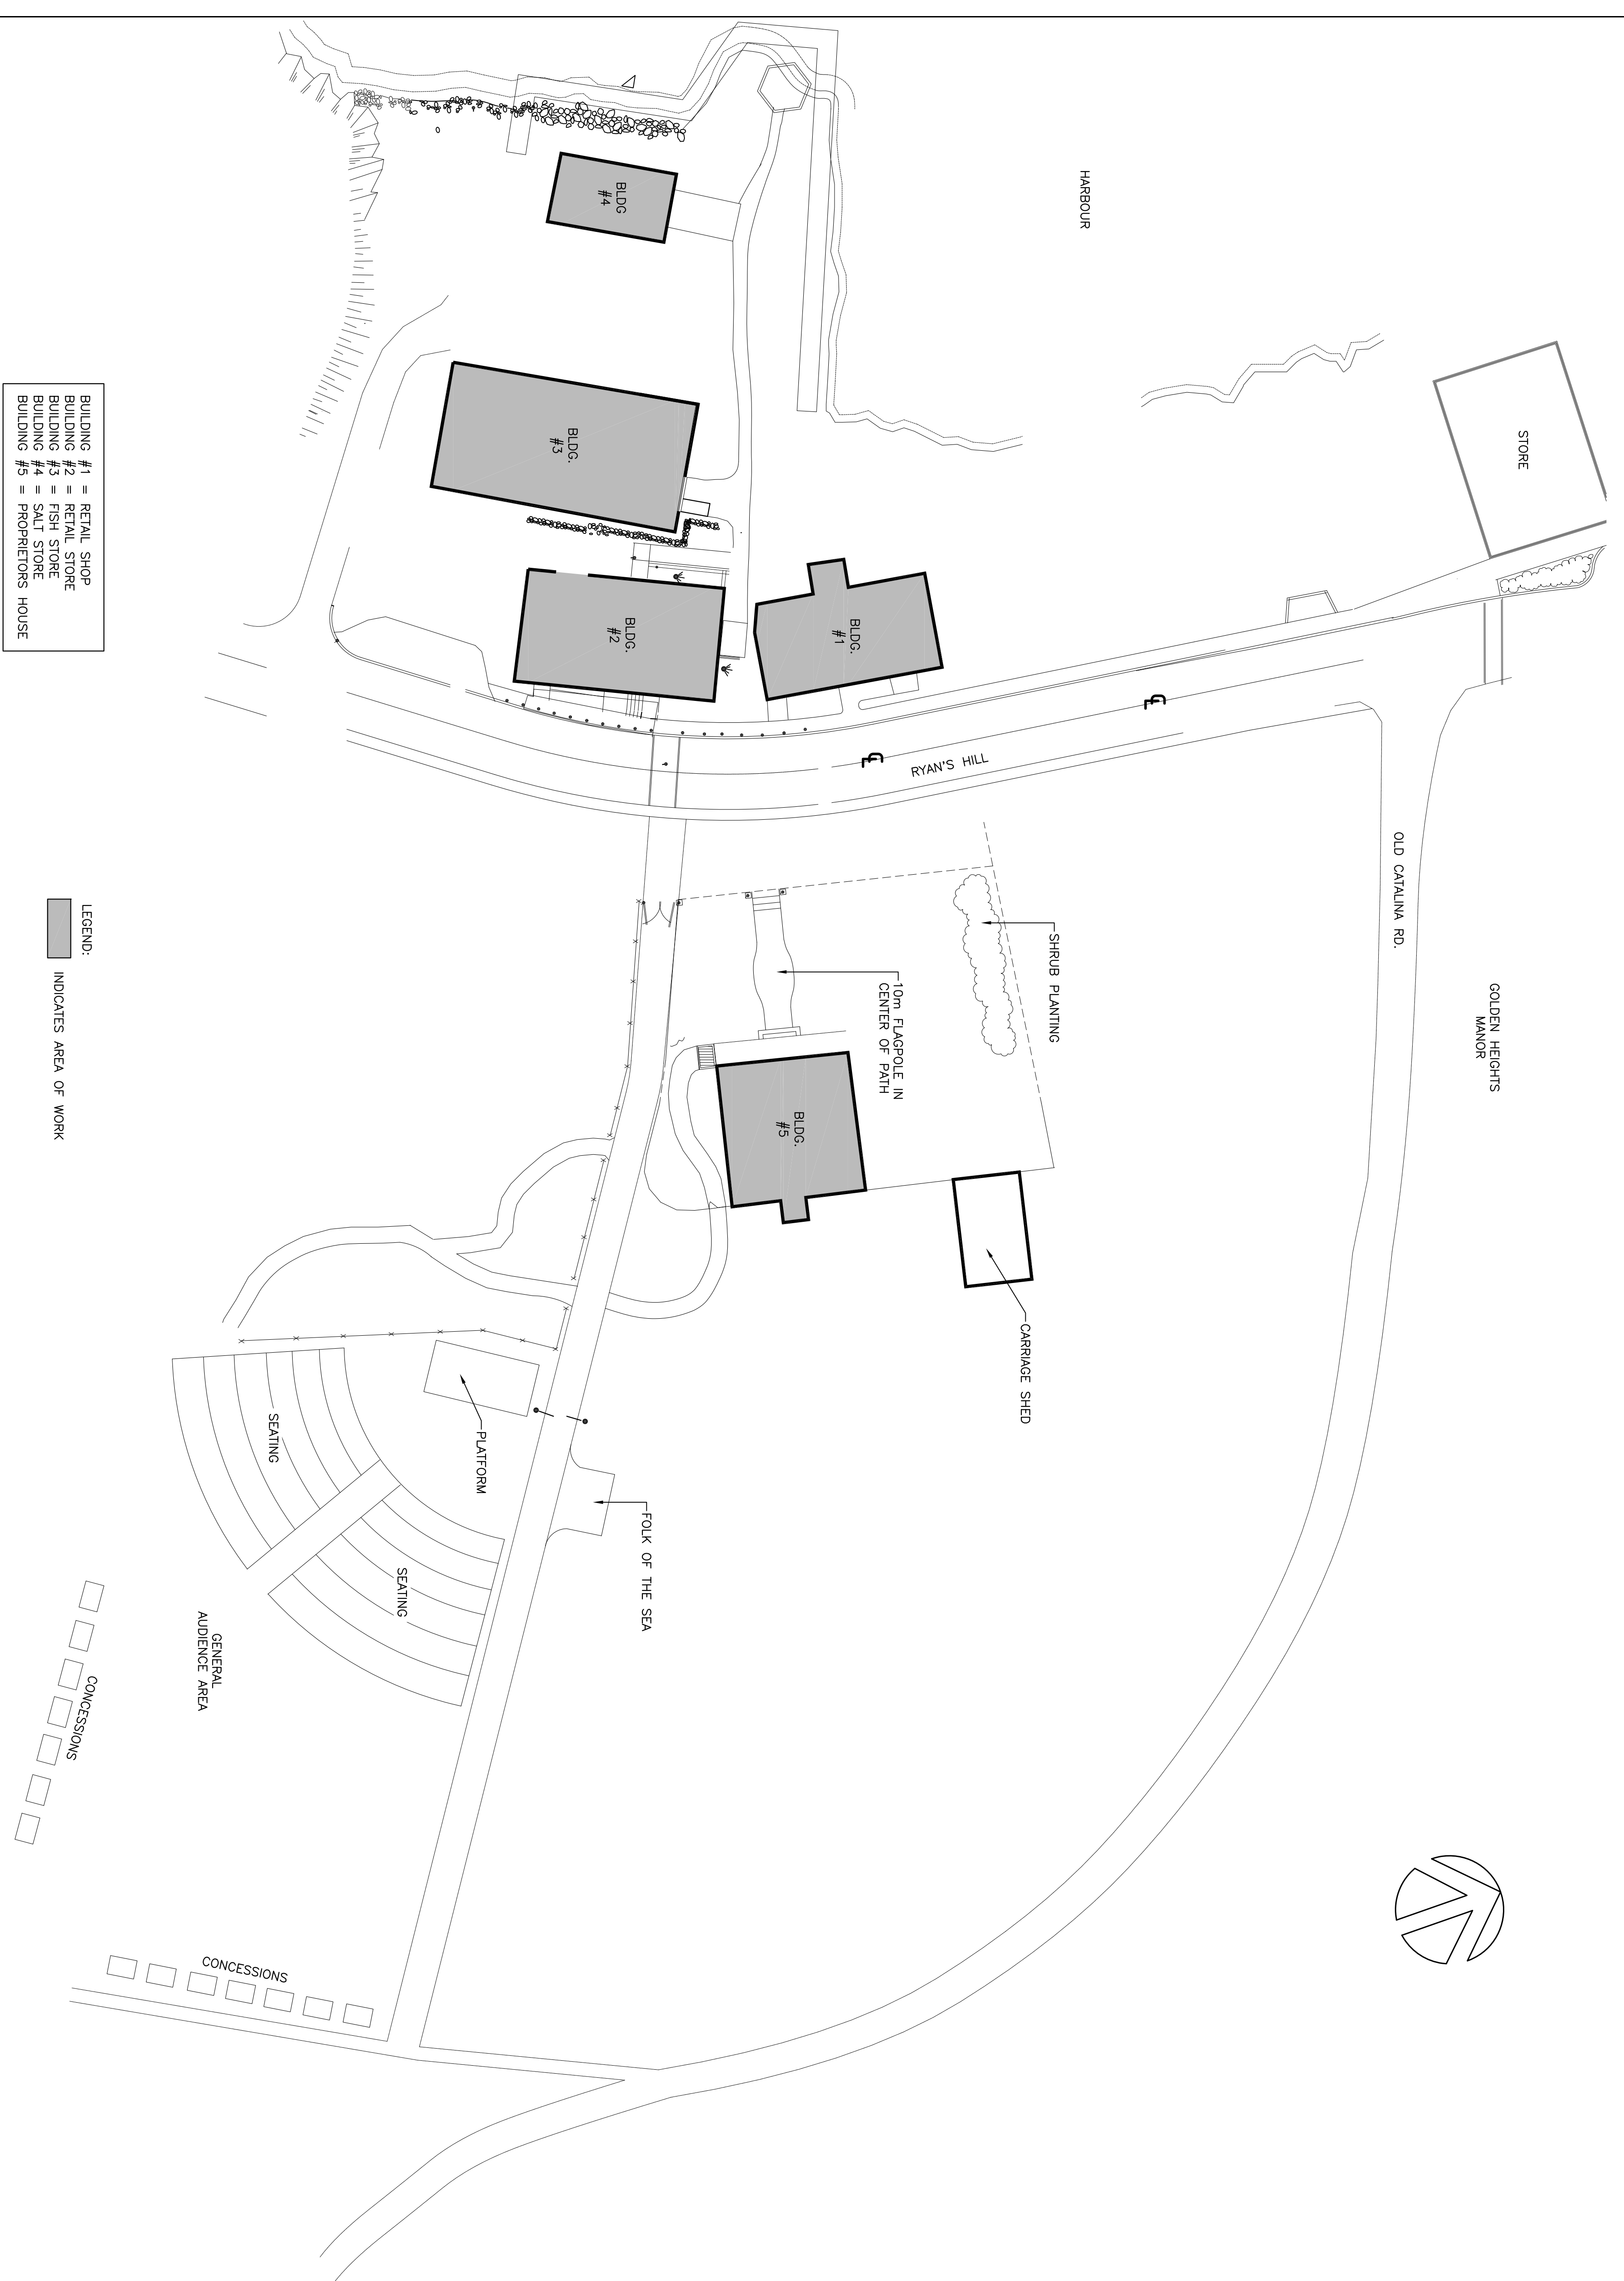 HARBOUR
STORE
BLDG
#4
BLDG.
#3
BLDG.
#2
BLDG.
#1
RYAN'S HILL
OLD CATALINA RD.
GOLDEN HEIGHTS
MANOR
SHRUB PLANTING
10m FLAGPOLE IN
CENTER OF PATH
BLDG.
#5
CARRIAGE SHED
PLATFORM
SEATING
SEATING
FOLK OF THE SEA
GENERAL
AUDIENCE AREA
CONCESSIONS
CONCESSIONS
BUILDING #1 = RETAIL SHOP
BUILDING #2 = RETAIL STORE
BUILDING #3 = FISH STORE
BUILDING #4 = SALT STORE
BUILDING #5 = PROPRIETORS HOUSE
LEGEND:
INDICATES AREA OF WORK